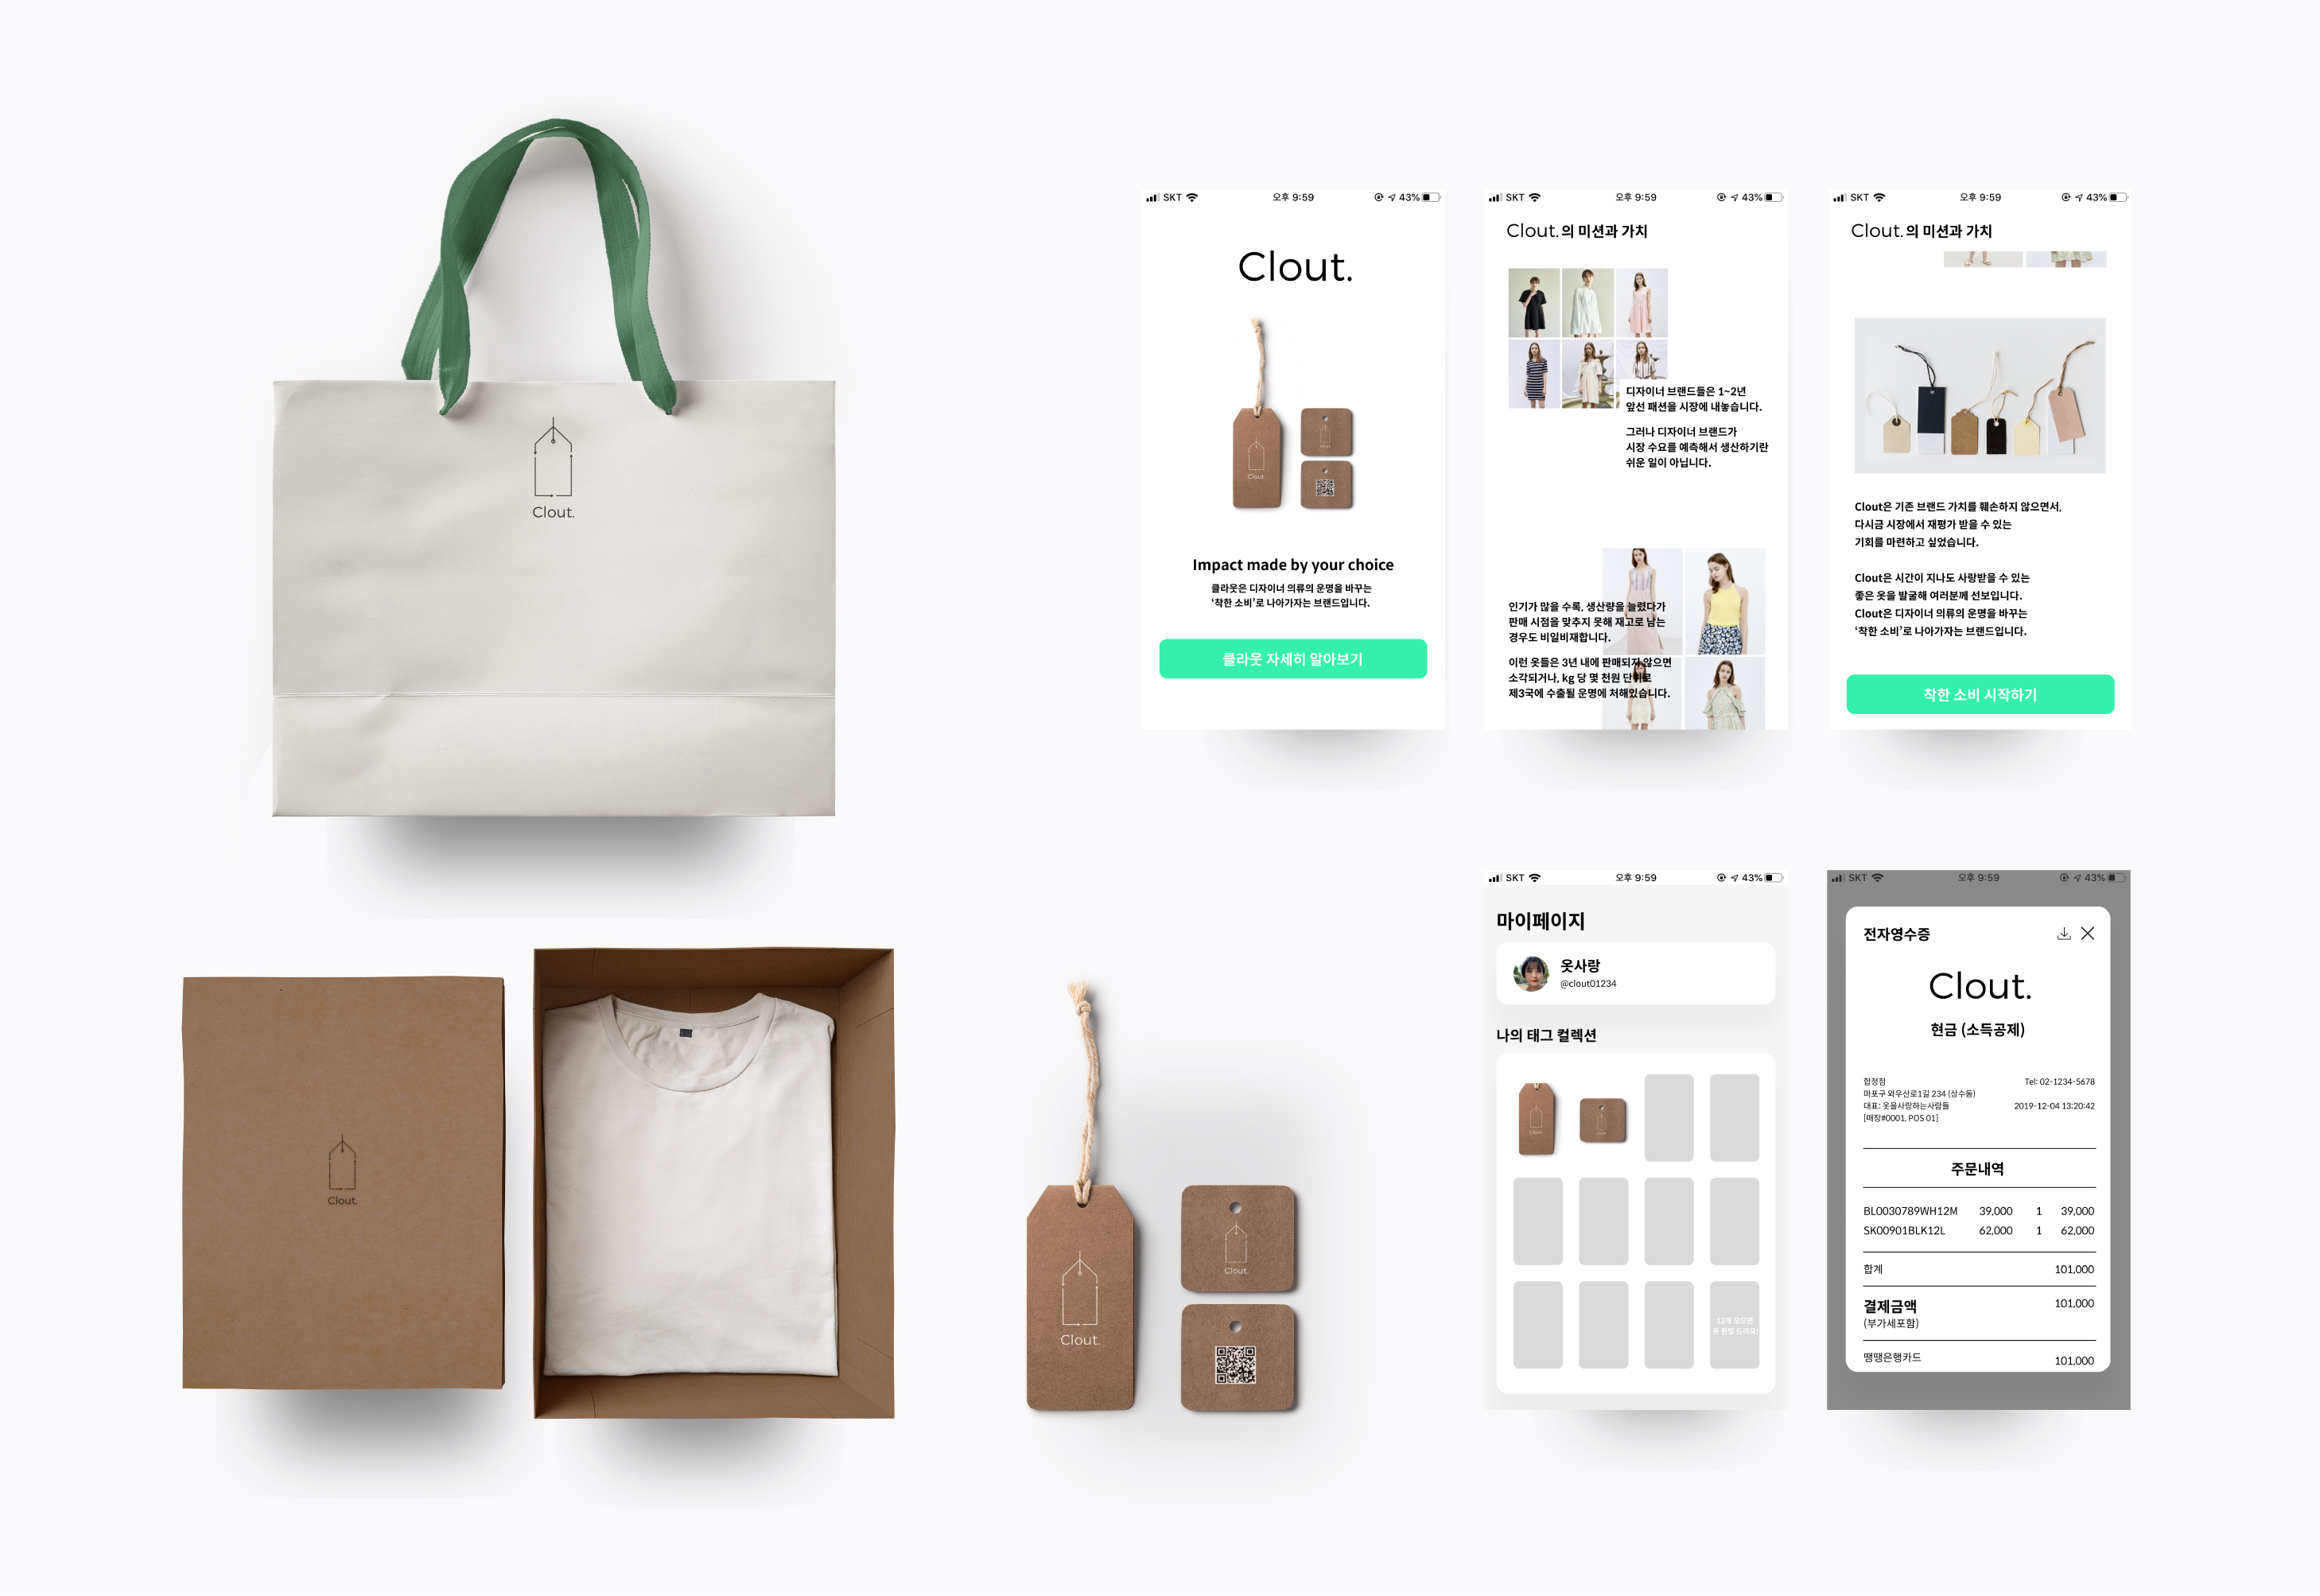 Clout.
SKT 오후 9:59 43%
Clout.
Clout.
Clout.
Impact made by your choice
클라웃은 디자이너 의류의 운명을 바꾸는
‘착한 소비’로 나아가자는 브랜드입니다.
클라웃 자세히 알아보기
SKT 오후 9:59 43%
Clout.의 미션과 가치
디자이너 브랜드들은 1~2년
앞선 패션을 시장에 내놓습니다.
그러나 디자이너 브랜드가
시장 수요를 예측해서 생산하기란
쉬운 일이 아닙니다.
인기가 많을 수록, 생산량을 늘렸다가
판매 시점을 맞추지 못해 재고로 남는
경우도 비일비재합니다.
이런 옷들은 3년 내에 판매되지 않으면
소각되거나, kg 당 몇 천원 단위로
제3국에 수출될 운명에 처해있습니다.
SKT 오후 9:59 43%
Clout.의 미션과 가치
Clout은 기존 브랜드 가치를 훼손하지 않으면서,
다시금 시장에서 재평가 받을 수 있는
기회를 마련하고 싶었습니다.
Clout은 시간이 지나도 사랑받을 수 있는
좋은 옷을 발굴해 여러분께 선보입니다.
Clout은 디자이너 의류의 운명을 바꾸는
‘착한 소비’로 나아가자는 브랜드입니다.
착한 소비 시작하기
Clout.
Clout.
Clout.
SKT 오후 9:59 43%
마이페이지
옷사랑
@clout01234
나의 태그 컬렉션
Clout.
Clout.
12개 모으면
옷 한벌 드려요!
SKT 오후 9:59 43%
전자영수증
Clout.
현금 (소득공제)
합정점 Tel: 02-1234-5678
마포구 와우산로1길 234 (상수동)
대표: 옷을사랑하는사람들 2019-12-04 13:20:42
[매장#0001, POS 01]
주문내역
BL0030789WH12M 39,000 1 39,000
SK00901BLK12L 62,000 1 62,000
합계 101,000
결제금액 101,000
(부가세포함)
땡땡은행카드 101,000